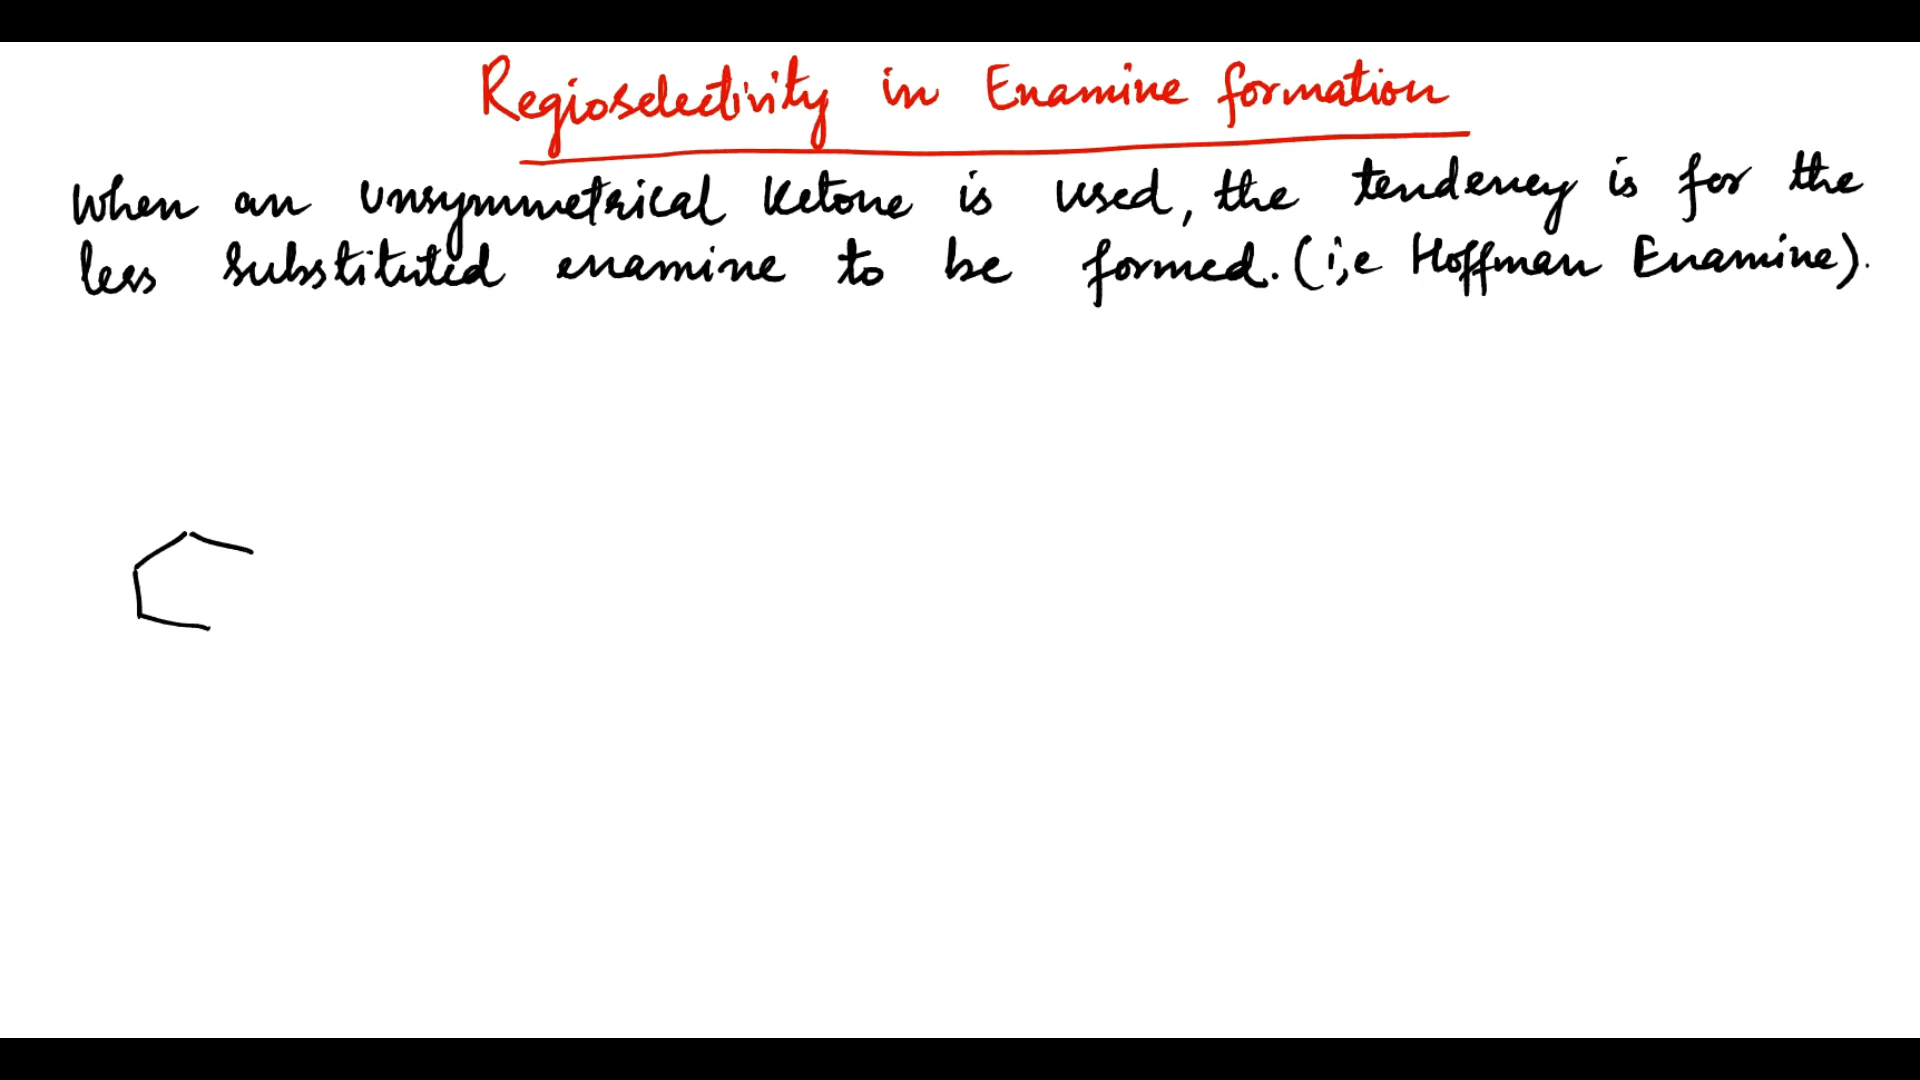 Regioselectivity in Enamine formation
When an unsymmetrical Ketone is used, the tendency is for the
less substituted enamine to be formed. (i;e Hoffman Enamine).